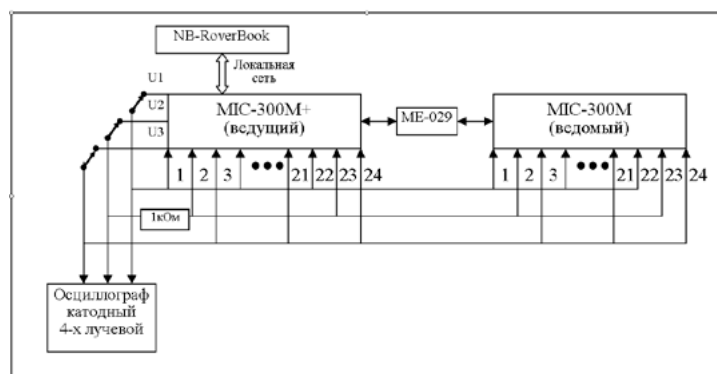 NB-RoverBook
Локальная
сеть
U1
U2
U3
MIC-300M+
(ведущий)
ME-029
MIC-300M
(ведомый)
1 2 3 ••• 21 22 23 24
1 2 3 ••• 21 22 23 24
1кОм
Осциллограф
катодный
4-х лучевой